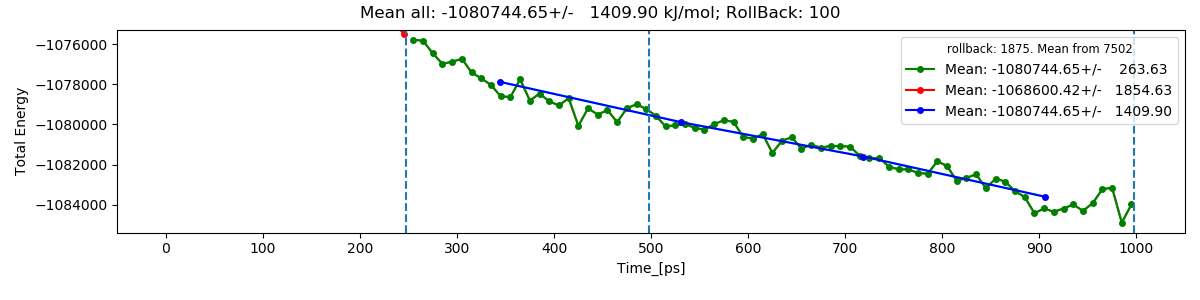 Mean all: -1080744.65+/-   1409.90 kJ/mol; RollBack: 100
Total Energy
−1076000
−1078000
−1080000
−1082000
−1084000
rollback: 1875. Mean from 7502
Mean: -1080744.65+/-    263.63
Mean: -1068600.42+/-   1854.63
Mean: -1080744.65+/-   1409.90
0 100 200 300 400 500 600 700 800 900 1000
Time_[ps]